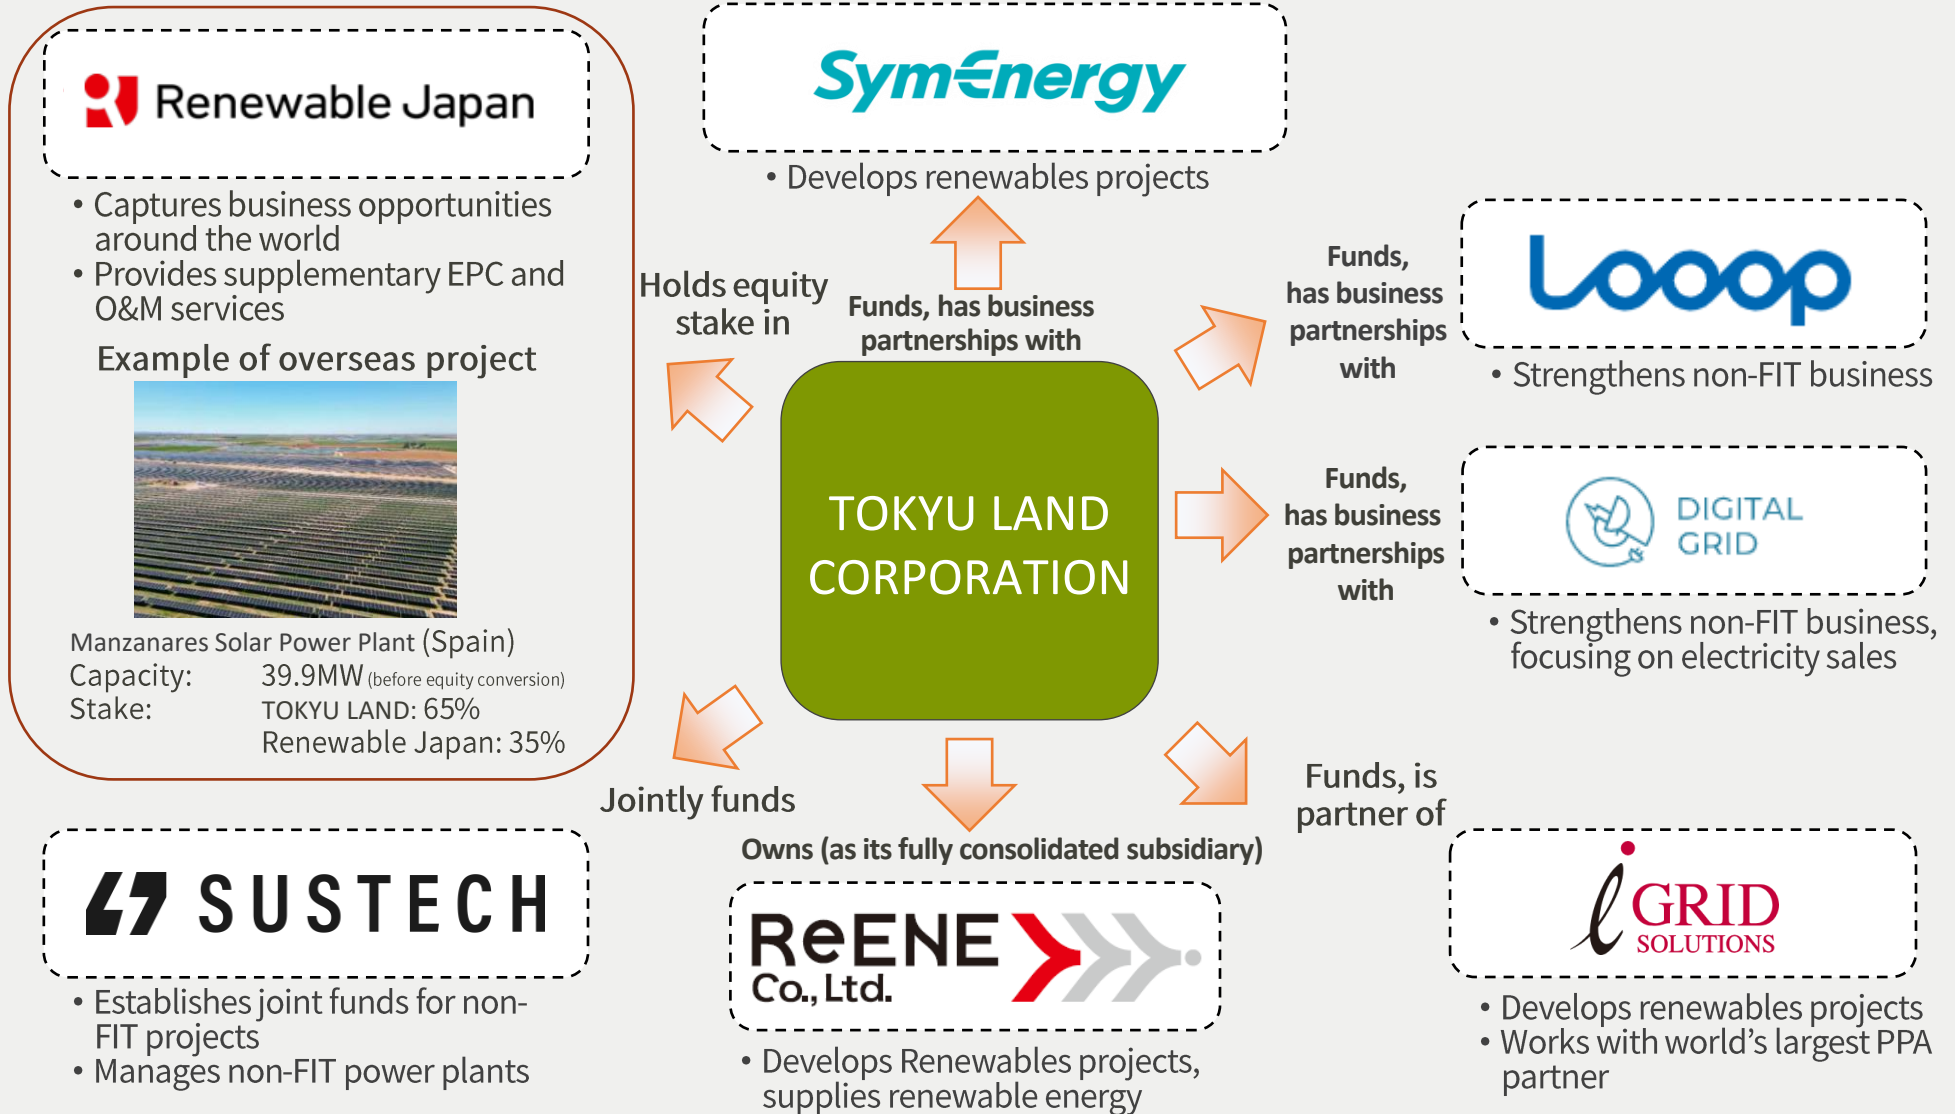 Renewable Japan
• Captures business opportunities
around the world
• Provides supplementary EPC and
O&M services
Example of overseas project
Manzanares Solar Power Plant (Spain)
Capacity: 39.9MW (before equity conversion)
Stake: TOKYU LAND: 65%
Renewable Japan: 35%
SymEnergy
• Develops renewables projects
Holds equity
stake in
Funds, has business
partnerships with
Funds,
has business
partnerships
with
Looop
• Strengthens non-FIT business
TOKYU LAND
CORPORATION
Funds,
has business
partnerships
with
DIGITAL
GRID
• Strengthens non-FIT business,
focusing on electricity sales
Jointly funds
SUSTECH
• Establishes joint funds for non-
FIT projects
• Manages non-FIT power plants
Owns (as its fully consolidated subsidiary)
ReENE
Co., Ltd.
• Develops Renewables projects,
supplies renewable energy
Funds, is
partner of
i GRID
SOLUTIONS
• Develops renewables projects
• Works with world’s largest PPA
partner